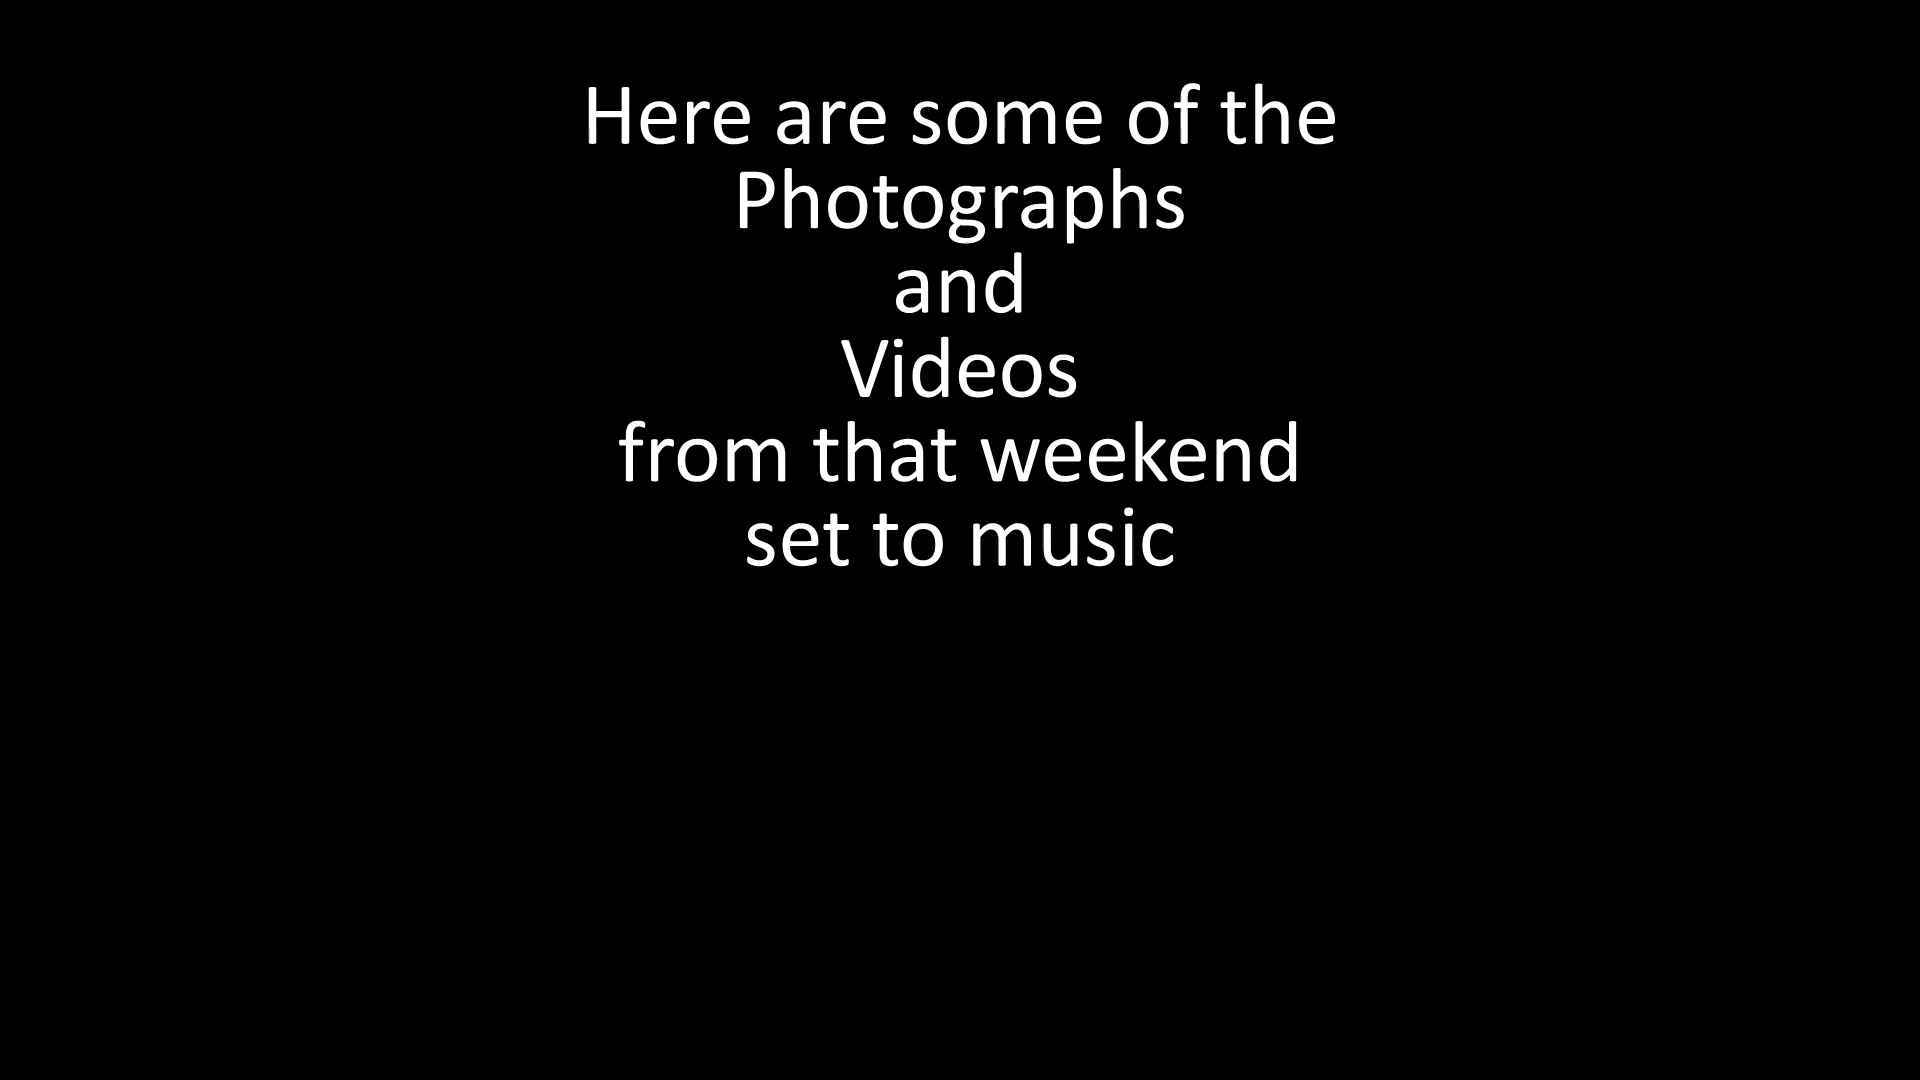 Here are some of the
Photographs
and
Videos
from that weekend
set to music